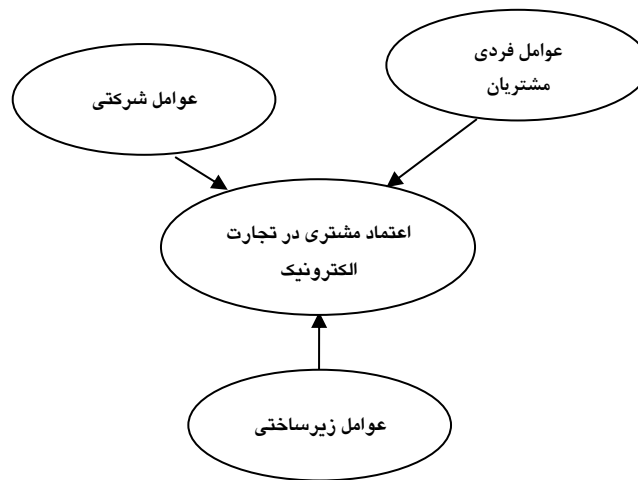 عوامل فردی
مشتریان
عوامل شرکتی
اعتماد مشتری در تجارت
الکترونیک
عوامل زیرساختی